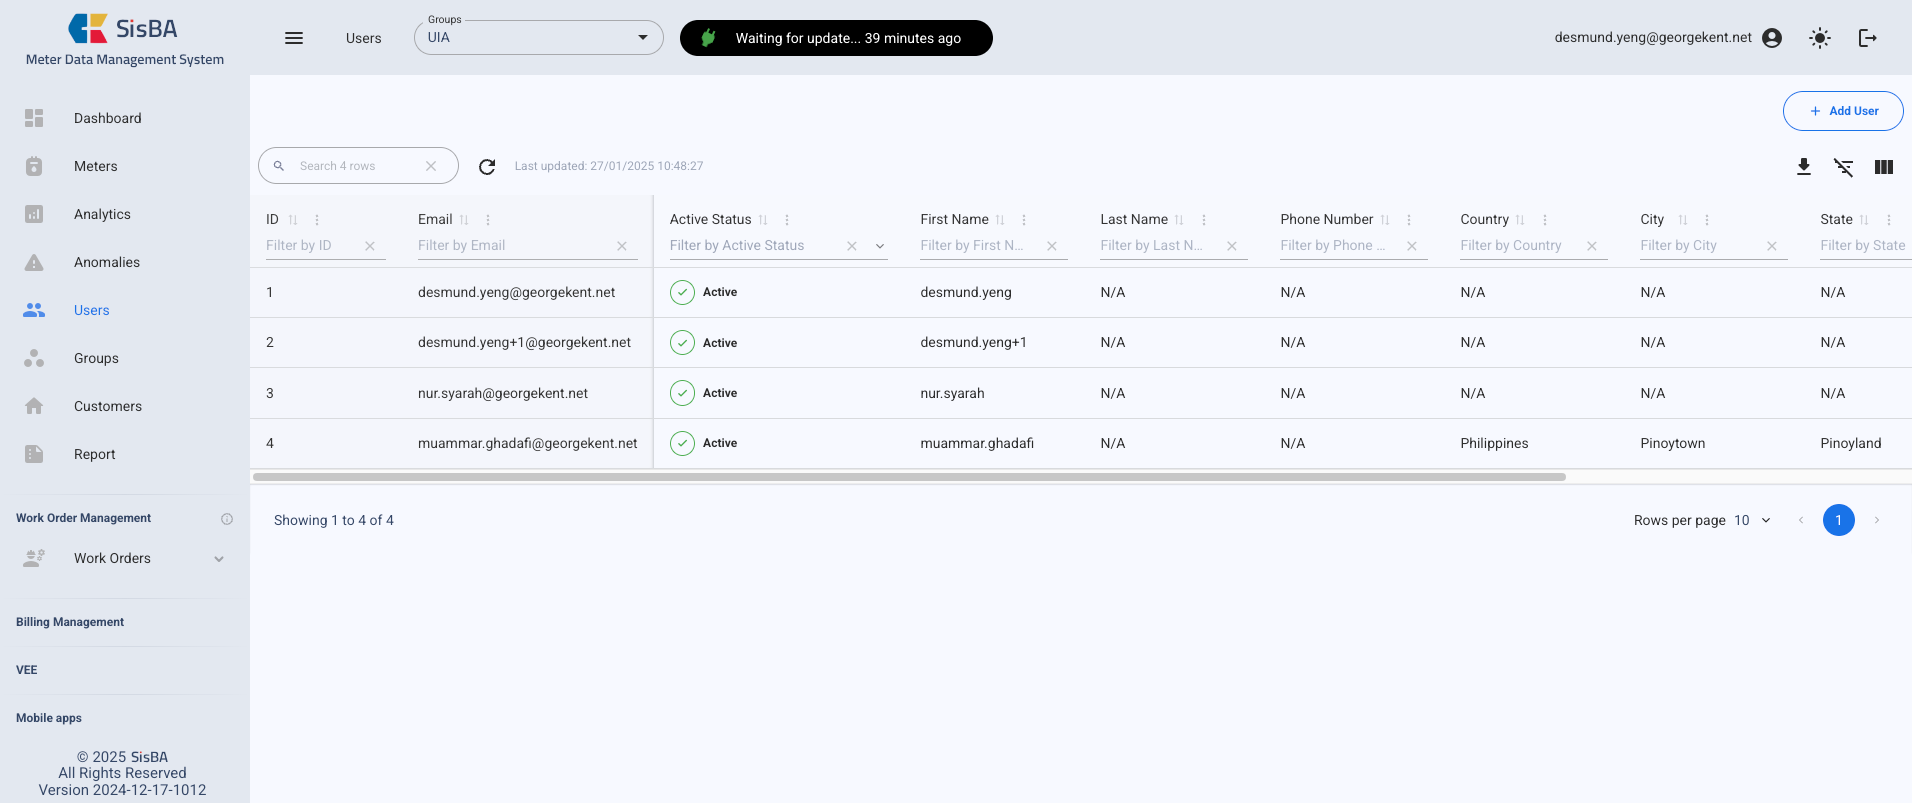 SisBA
Meter Data Management System
Users
Groups
UIA
Waiting for update... 39 minutes ago
desmund.yeng@georgekent.net
Dashboard
Meters
Analytics
Anomalies
Users
Groups
Customers
Report
Work Order Management
Work Orders
Billing Management
VEE
Mobile apps
© 2025 SisBA
All Rights Reserved
Version 2024-12-17-1012
Add User
Search 4 rows
Last updated: 27/01/2025 10:48:27
ID Email Active Status First Name Last Name Phone Number Country City State
Filter by ID Filter by Email Filter by Active Status Filter by First N... Filter by Last N... Filter by Phone ... Filter by Country Filter by City Filter by State
1 desmund.yeng@georgekent.net Active desmund.yeng N/A N/A N/A N/A N/A
2 desmund.yeng+1@georgekent.net Active desmund.yeng+1 N/A N/A N/A N/A N/A
3 nur.syarah@georgekent.net Active nur.syarah N/A N/A N/A N/A N/A
4 muammar.ghadafi@georgekent.net Active muammar.ghadafi N/A N/A Philippines Pinoytown Pinoyland
Showing 1 to 4 of 4
Rows per page 10
1